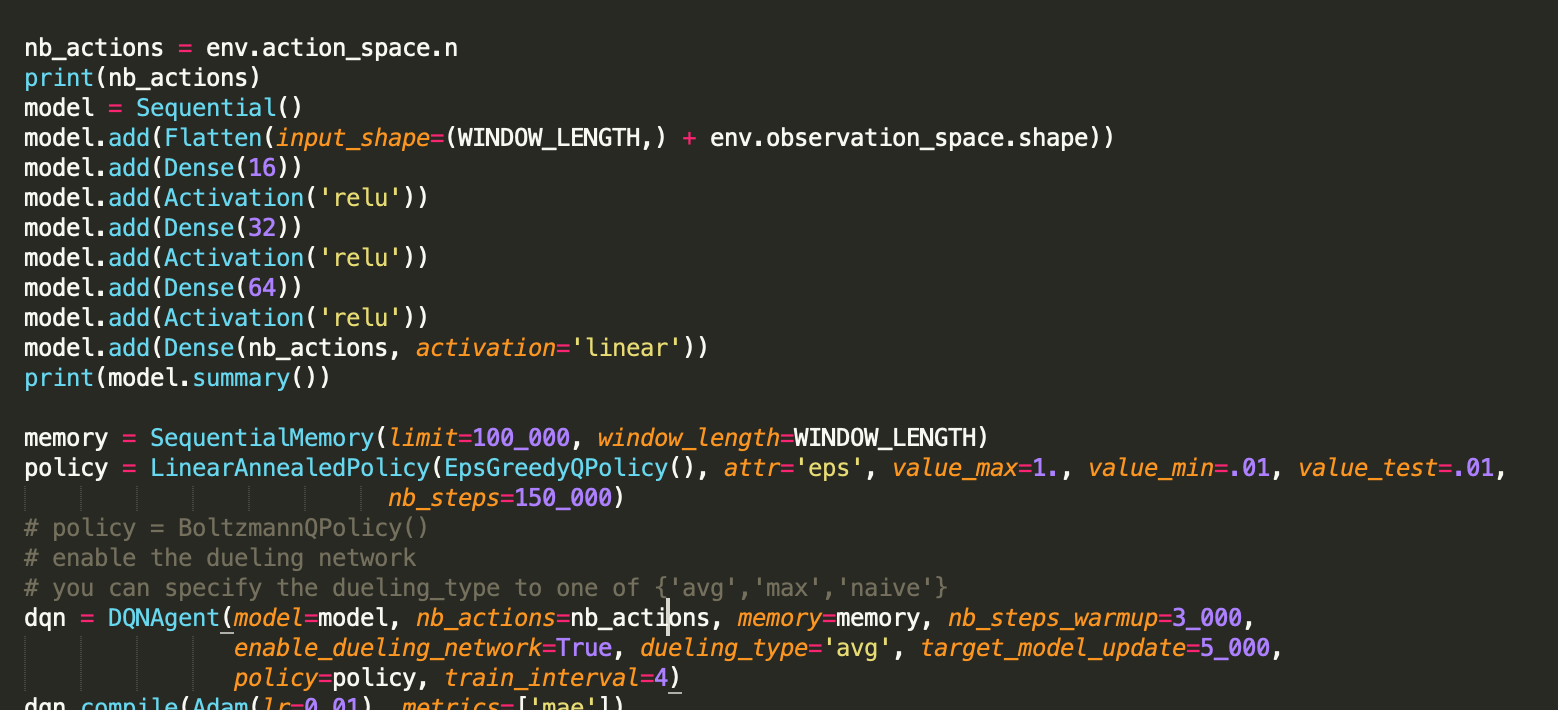 nb_actions = env.action_space.n
print(nb_actions)
model = Sequential()
model.add(Flatten(input_shape=(WINDOW_LENGTH,) + env.observation_space.shape))
model.add(Dense(16))
model.add(Activation('relu'))
model.add(Dense(32))
model.add(Activation('relu'))
model.add(Dense(64))
model.add(Activation('relu'))
model.add(Dense(nb_actions, activation='linear'))
print(model.summary())

memory = SequentialMemory(limit=100_000, window_length=WINDOW_LENGTH)
policy = LinearAnnealedPolicy(EpsGreedyQPolicy(), attr='eps', value_max=1., value_min=.01, value_test=.01,
                          nb_steps=150_000)
# policy = BoltzmannQPolicy()
# enable the dueling network
# you can specify the dueling_type to one of {'avg','max','naive'}
dqn = DQNAgent(model=model, nb_actions=nb_actions, memory=memory, nb_steps_warmup=3_000,
               enable_dueling_network=True, dueling_type='avg', target_model_update=5_000,
               policy=policy, train_interval=4)
dqn.compile(Adam(lr=0.01), metrics=['mae'])